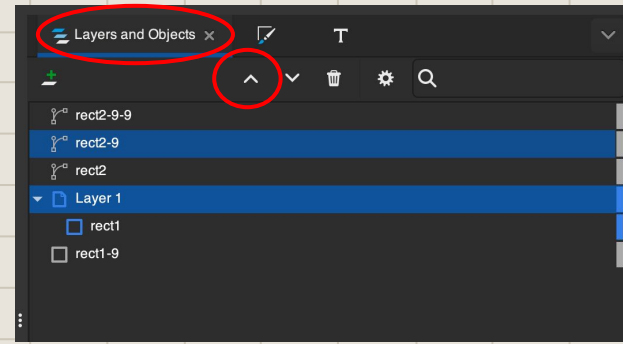 Layers and Objects
T
rect2-9-9
rect2-9
rect2
Layer 1
rect1
rect1-9